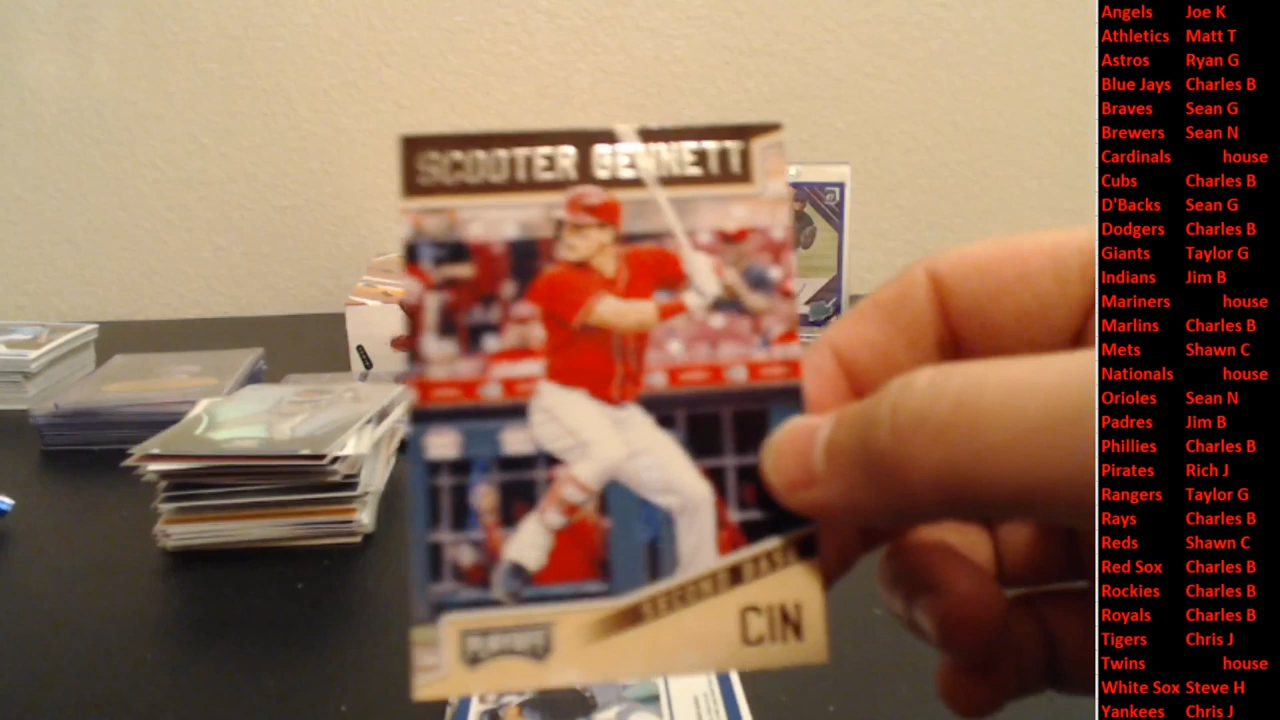 SCOOTER GENNETT
SECOND BASE
CIN
PLAYOFF
Angels Joe K
Athletics Matt T
Astros Ryan G
Blue Jays Charles B
Braves Sean G
Brewers Sean N
Cardinals house
Cubs Charles B
D'Backs Sean G
Dodgers Charles B
Giants Taylor G
Indians Jim B
Mariners house
Marlins Charles B
Mets Shawn C
Nationals house
Orioles Sean N
Padres Jim B
Phillies Charles B
Pirates Rich J
Rangers Taylor G
Rays Charles B
Reds Shawn C
Red Sox Charles B
Rockies Charles B
Royals Charles B
Tigers Chris J
Twins house
White Sox Steve H
Yankees Chris J